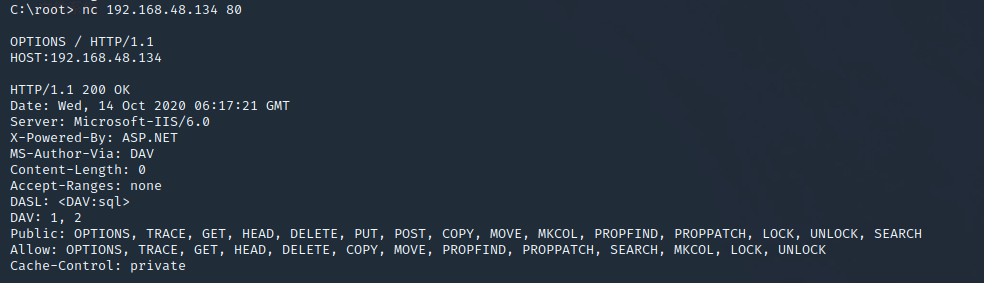 C:\root> nc 192.168.48.134 80
OPTIONS / HTTP/1.1
HOST:192.168.48.134
HTTP/1.1 200 OK
Date: Wed, 14 Oct 2020 06:17:21 GMT
Server: Microsoft-IIS/6.0
X-Powered-By: ASP.NET
MS-Author-Via: DAV
Content-Length: 0
Accept-Ranges: none
DASL: <DAV:sql>
DAV: 1, 2
Public: OPTIONS, TRACE, GET, HEAD, DELETE, PUT, POST, COPY, MOVE, MKCOL, PROPFIND, PROPPATCH, LOCK, UNLOCK, SEARCH
Allow: OPTIONS, TRACE, GET, HEAD, DELETE, COPY, MOVE, PROPFIND, PROPPATCH, SEARCH, MKCOL, LOCK, UNLOCK
Cache-Control: private